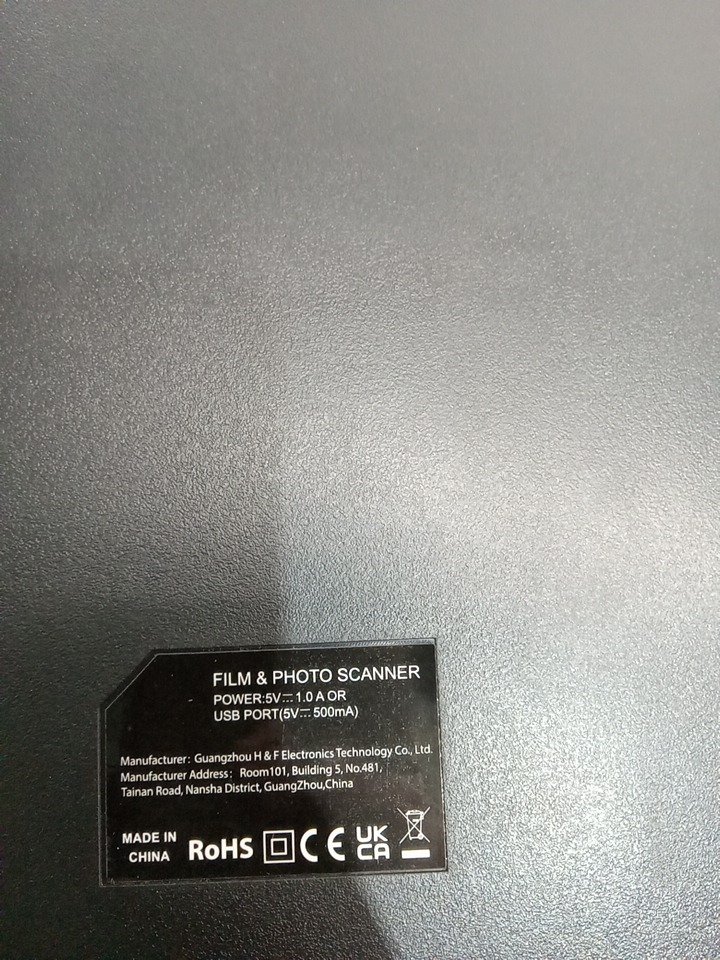 FILM & PHOTO SCANNER
POWER:5V⎓1.0 A OR
USB PORT(5V⎓500mA)
Manufacturer: Guangzhou H & F Electronics Technology Co., Ltd.
Manufacturer Address: Room101, Building 5, No.481,
Tainan Road, Nansha District, GuangZhou,China
MADE IN
CHINA
RoHS
CE
UK
CA